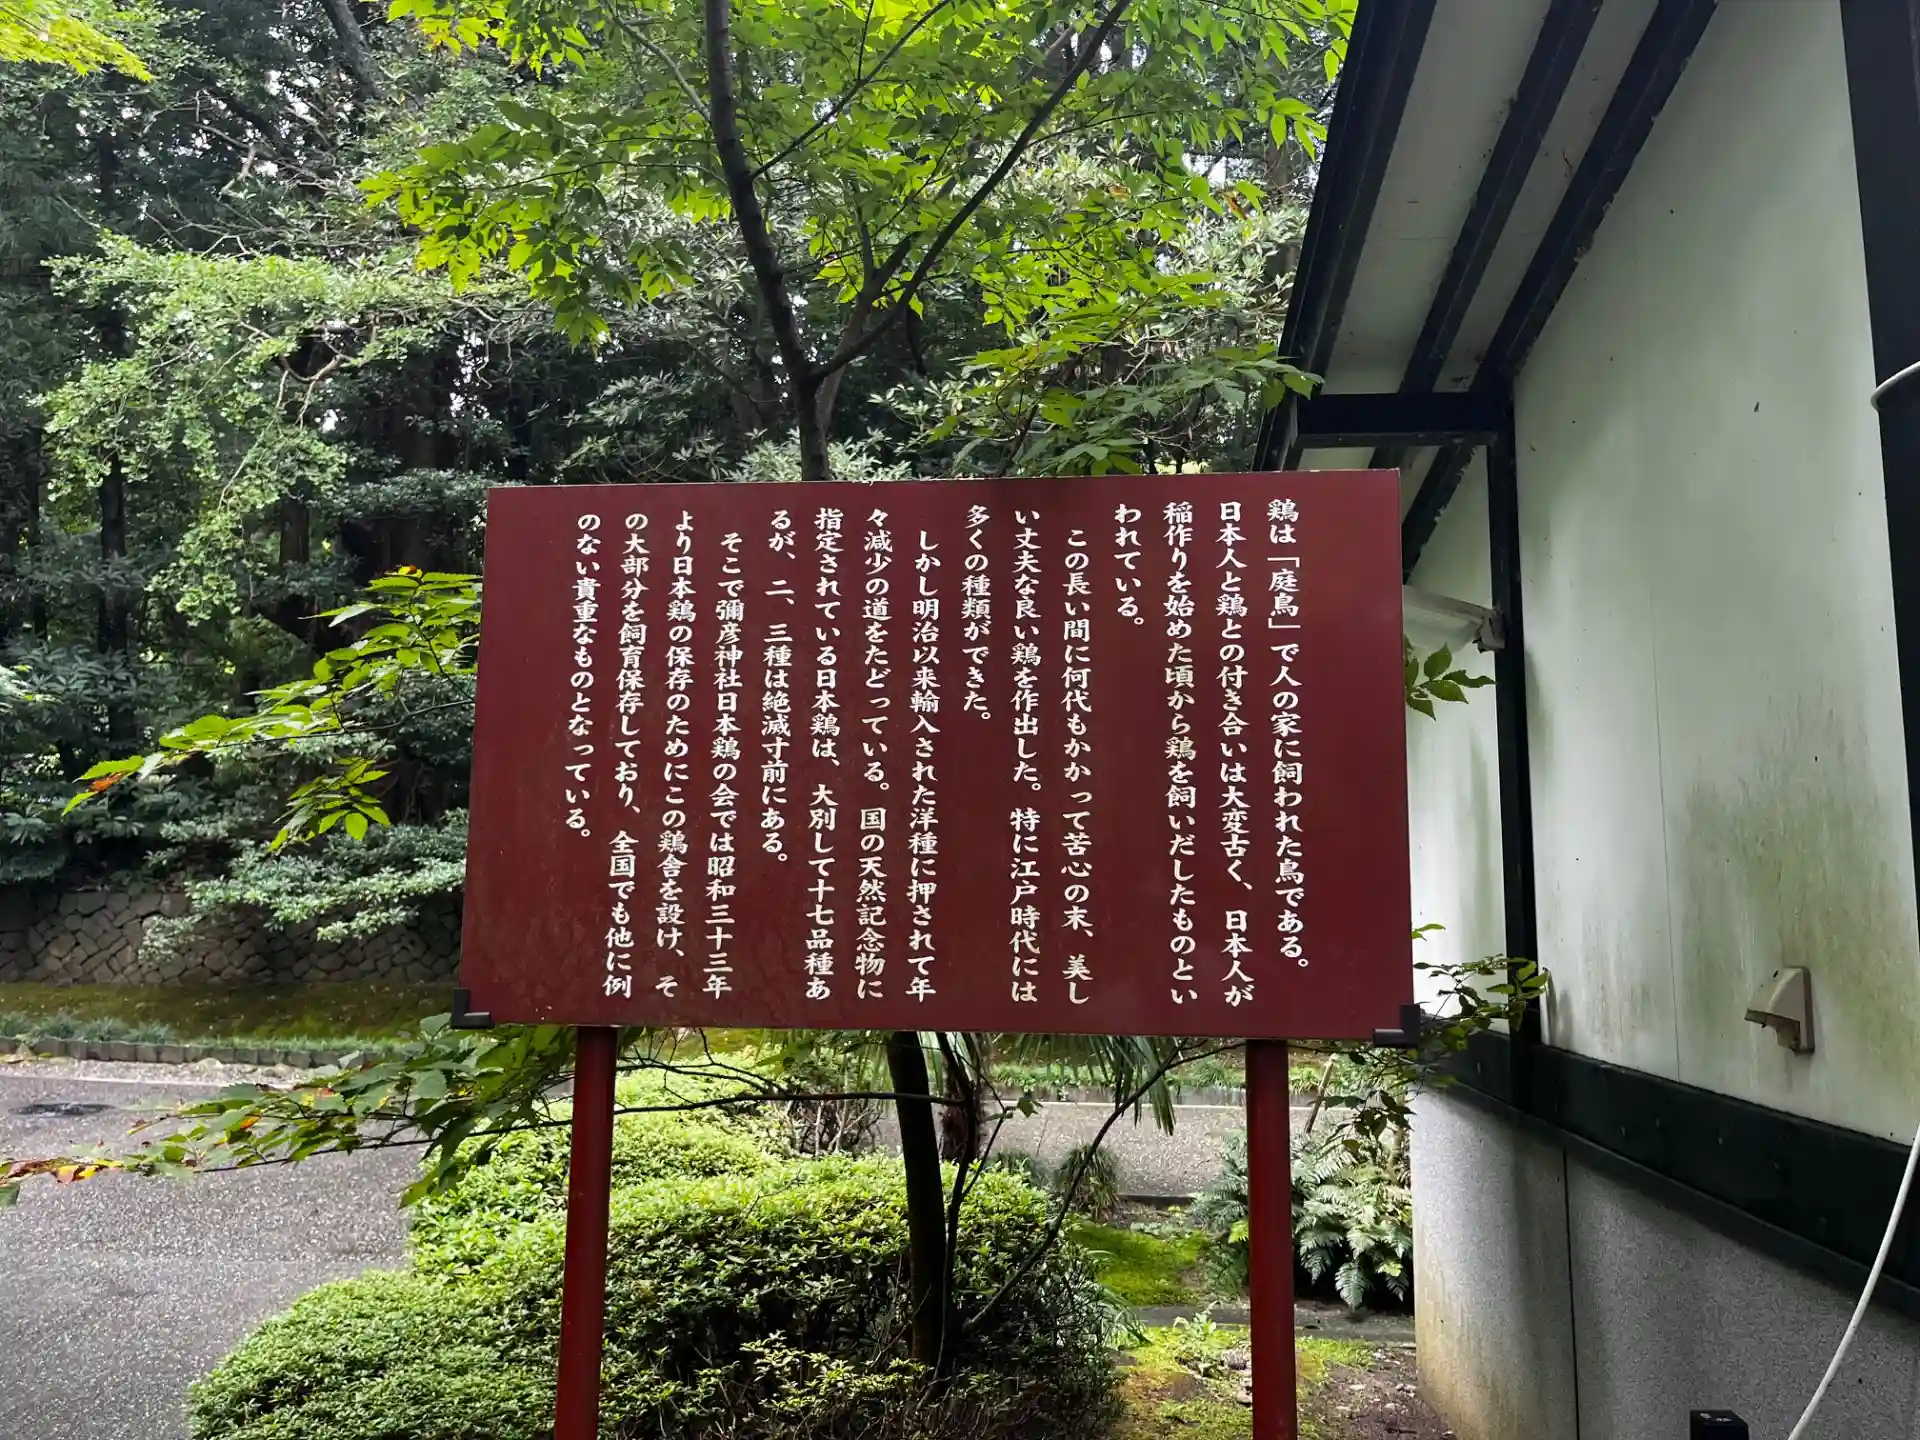 鶏は「庭鳥」で人の家に飼われた鳥である。
日本人と鶏との付き合いは大変古く、日本人が
稲作りを始めた頃から鶏を飼いだしたものとい
われている。
この長い間に何代もかかって苦心の末、美し
い丈夫な良い鶏を作出した。特に江戸時代には
多くの種類ができた。
しかし明治以来輸入された洋種に押されて年
々減少の道をたどっている。国の天然記念物に
指定されている日本鶏は、大別して十七品種あ
るが、二、三種は絶滅寸前にある。
そこで彌彦神社日本鶏の会では昭和三十三年
より日本鶏の保存のためにこの鶏舎を設け、そ
の大部分を飼育保存しており、全国でも他に例
のない貴重なものとなっている。